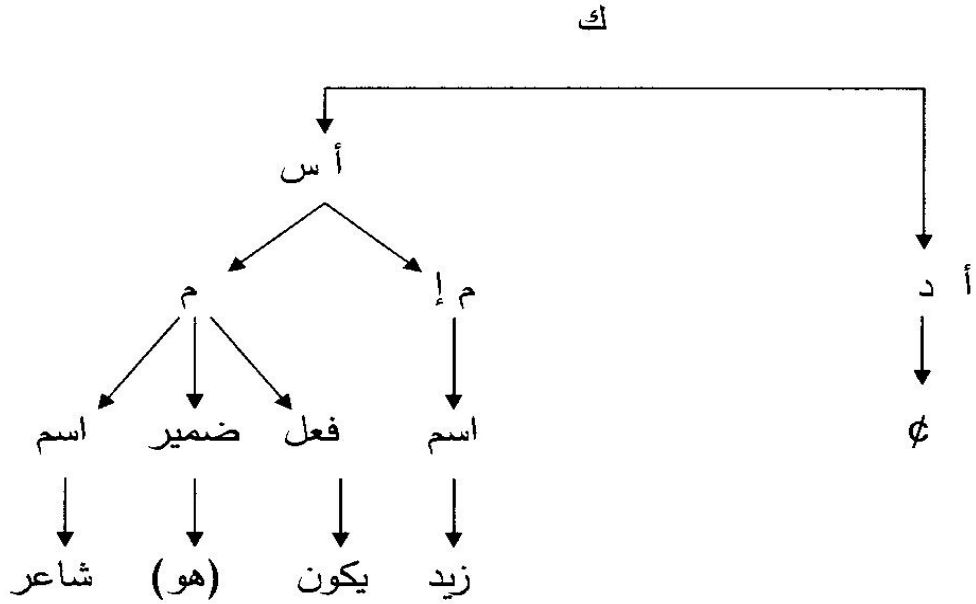 ك
أ س
أ د
م إ م
¢
اسم فعل ضمير اسم
زيد يكون (هو) شاعر